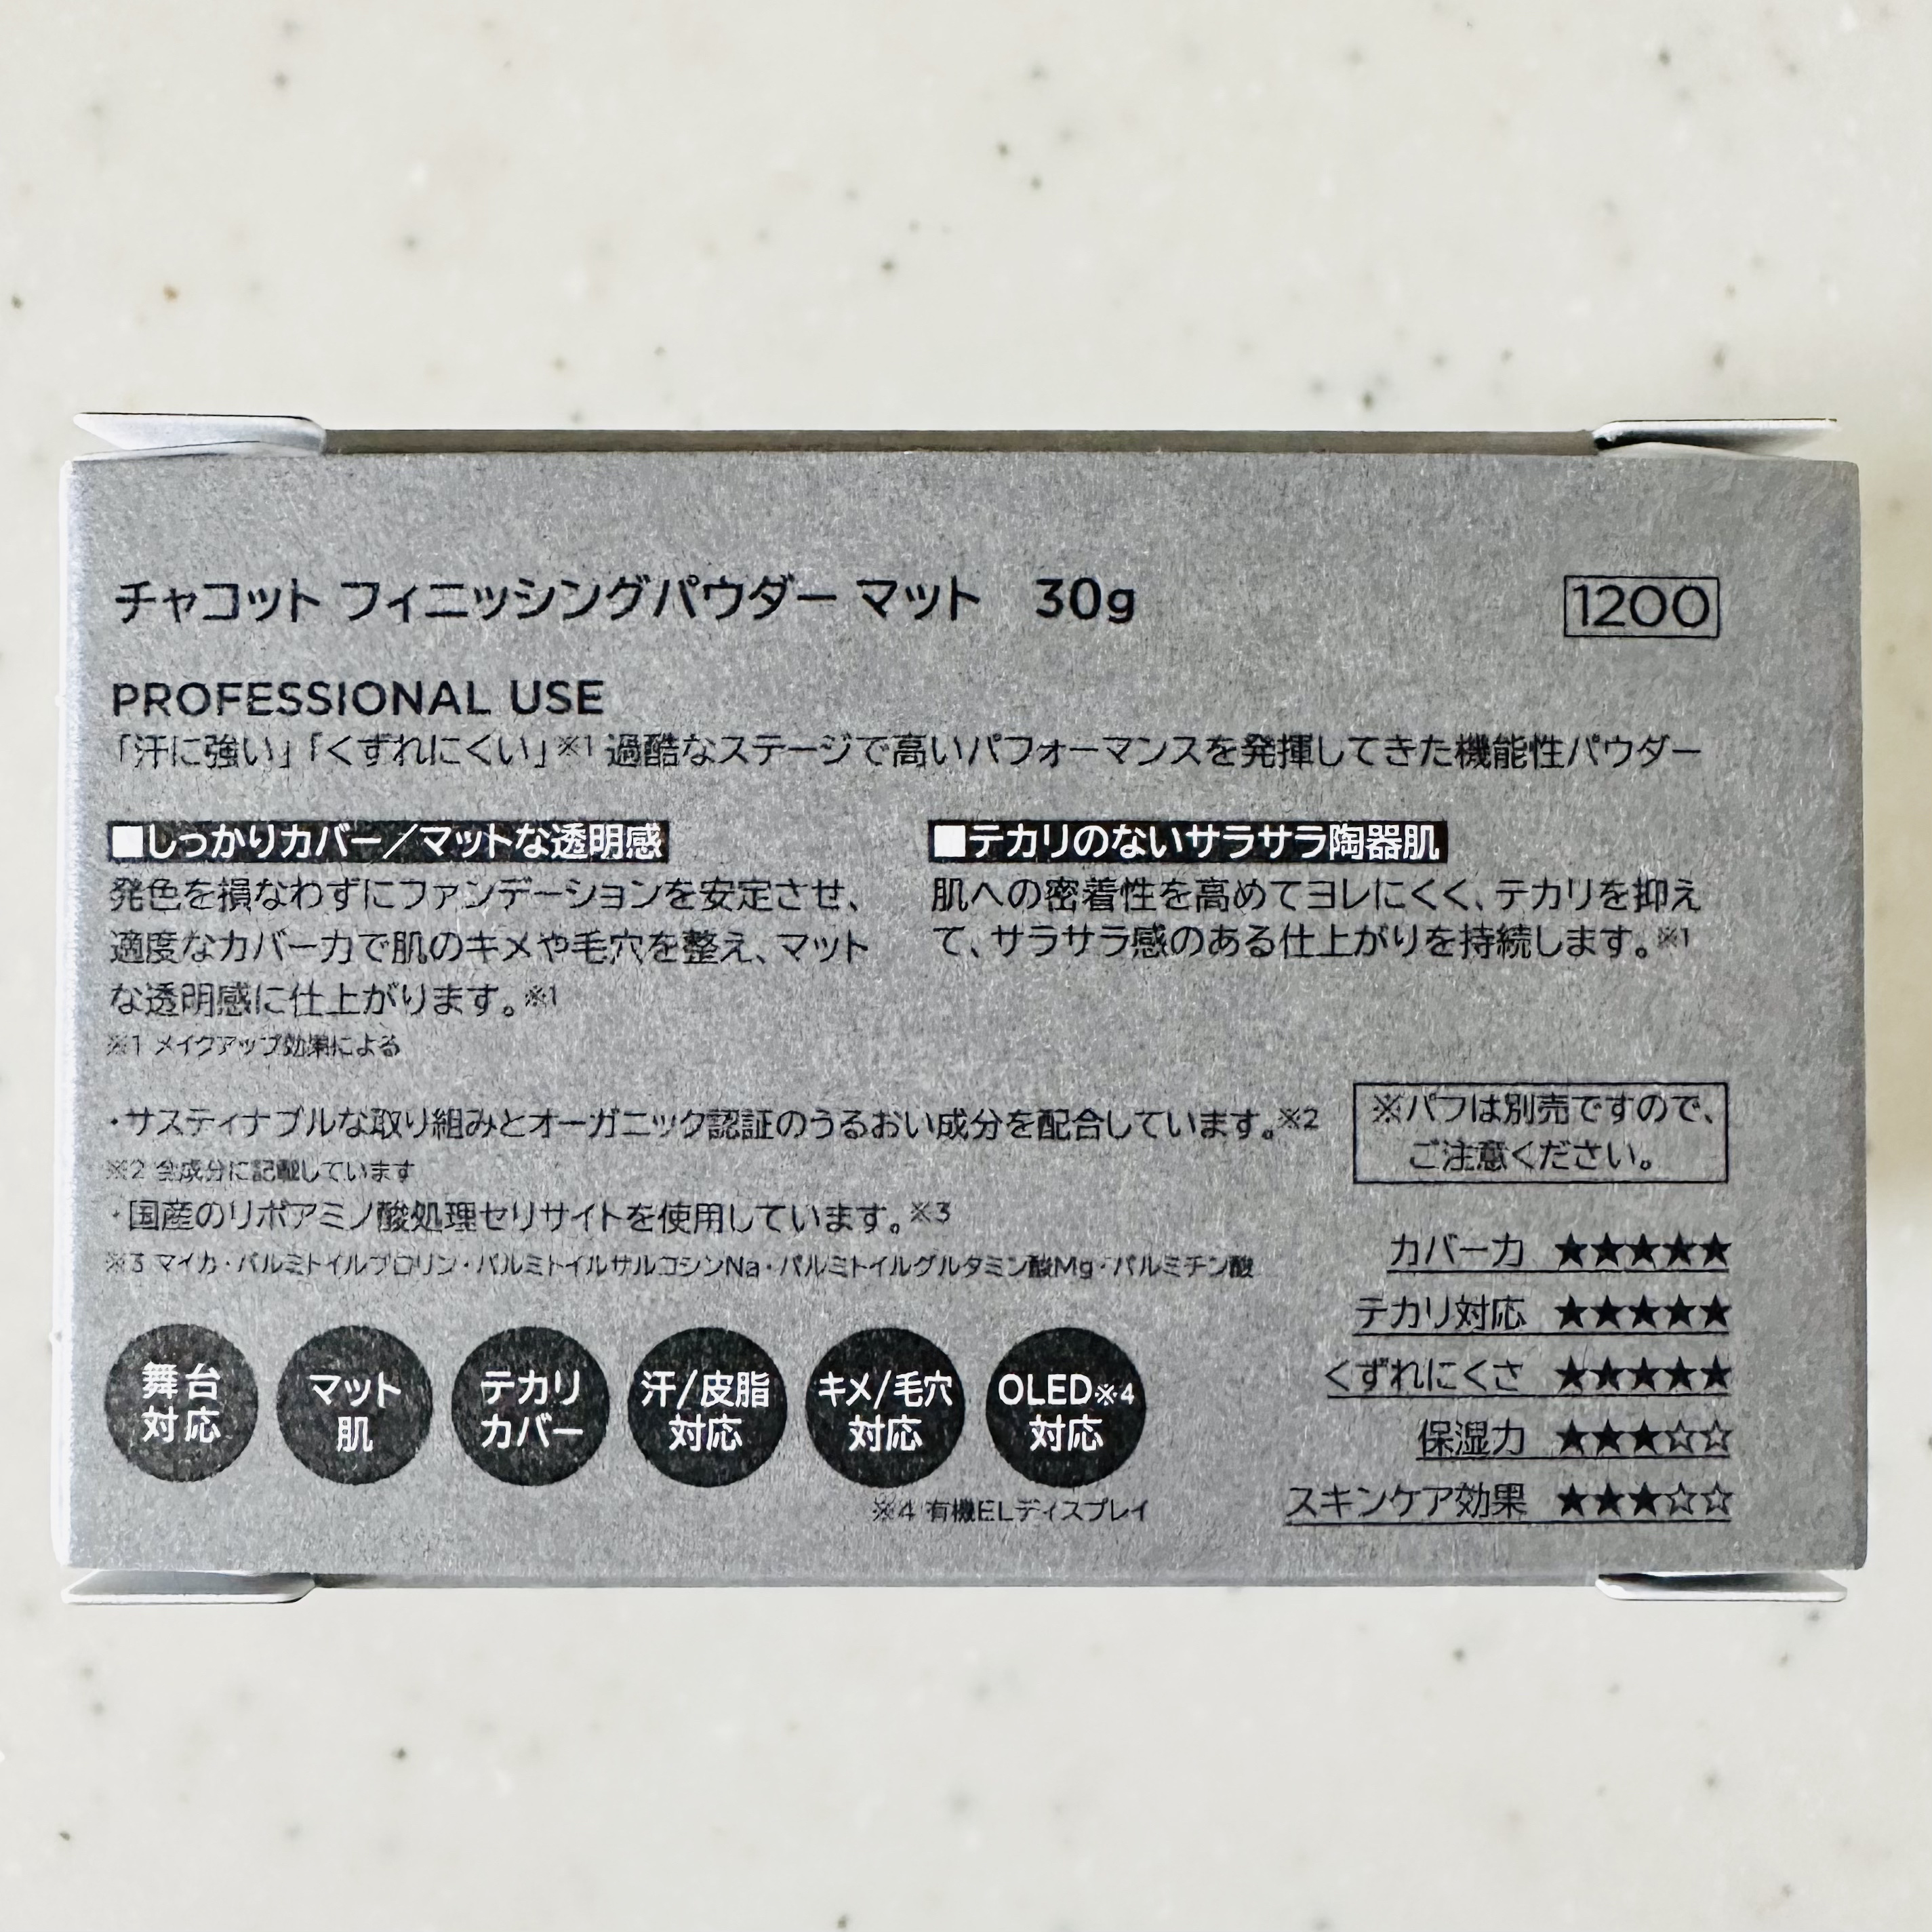 チャコット フィニッシングパウダー マット　30g
1200
PROFESSIONAL USE
「汗に強い」「くずれにくい」※1 過酷なステージで高いパフォーマンスを発揮してきた機能性パウダー
■しっかりカバー／マットな透明感
発色を損なわずにファンデーションを安定させ、
適度なカバー力で肌のキメや毛穴を整え、マット
な透明感に仕上がります。※1
※1 メイクアップ効果による
■テカリのないサラサラ陶器肌
肌への密着性を高めてヨレにくく、テカリを抑え
て、サラサラ感のある仕上がりを持続します。※1
・サスティナブルな取り組みとオーガニック認証のうるおい成分を配合しています。※2
※2 全成分に記載しています
・国産のリポアミノ酸処理セリサイトを使用しています。※3
※3 マイカ・パルミトイルプロリン・パルミトイルサルコシンNa・パルミトイルグルタミン酸Mg・パルミチン酸
※パフは別売ですので、
ご注意ください。
舞台
対応
マット
肌
テカリ
カバー
汗/皮脂
対応
キメ/毛穴
対応
OLED※4
対応
※4 有機ELディスプレイ
カバー力 ★★★★★
テカリ対応 ★★★★★
くずれにくさ ★★★★★
保湿力 ★★★☆☆
スキンケア効果 ★★★☆☆